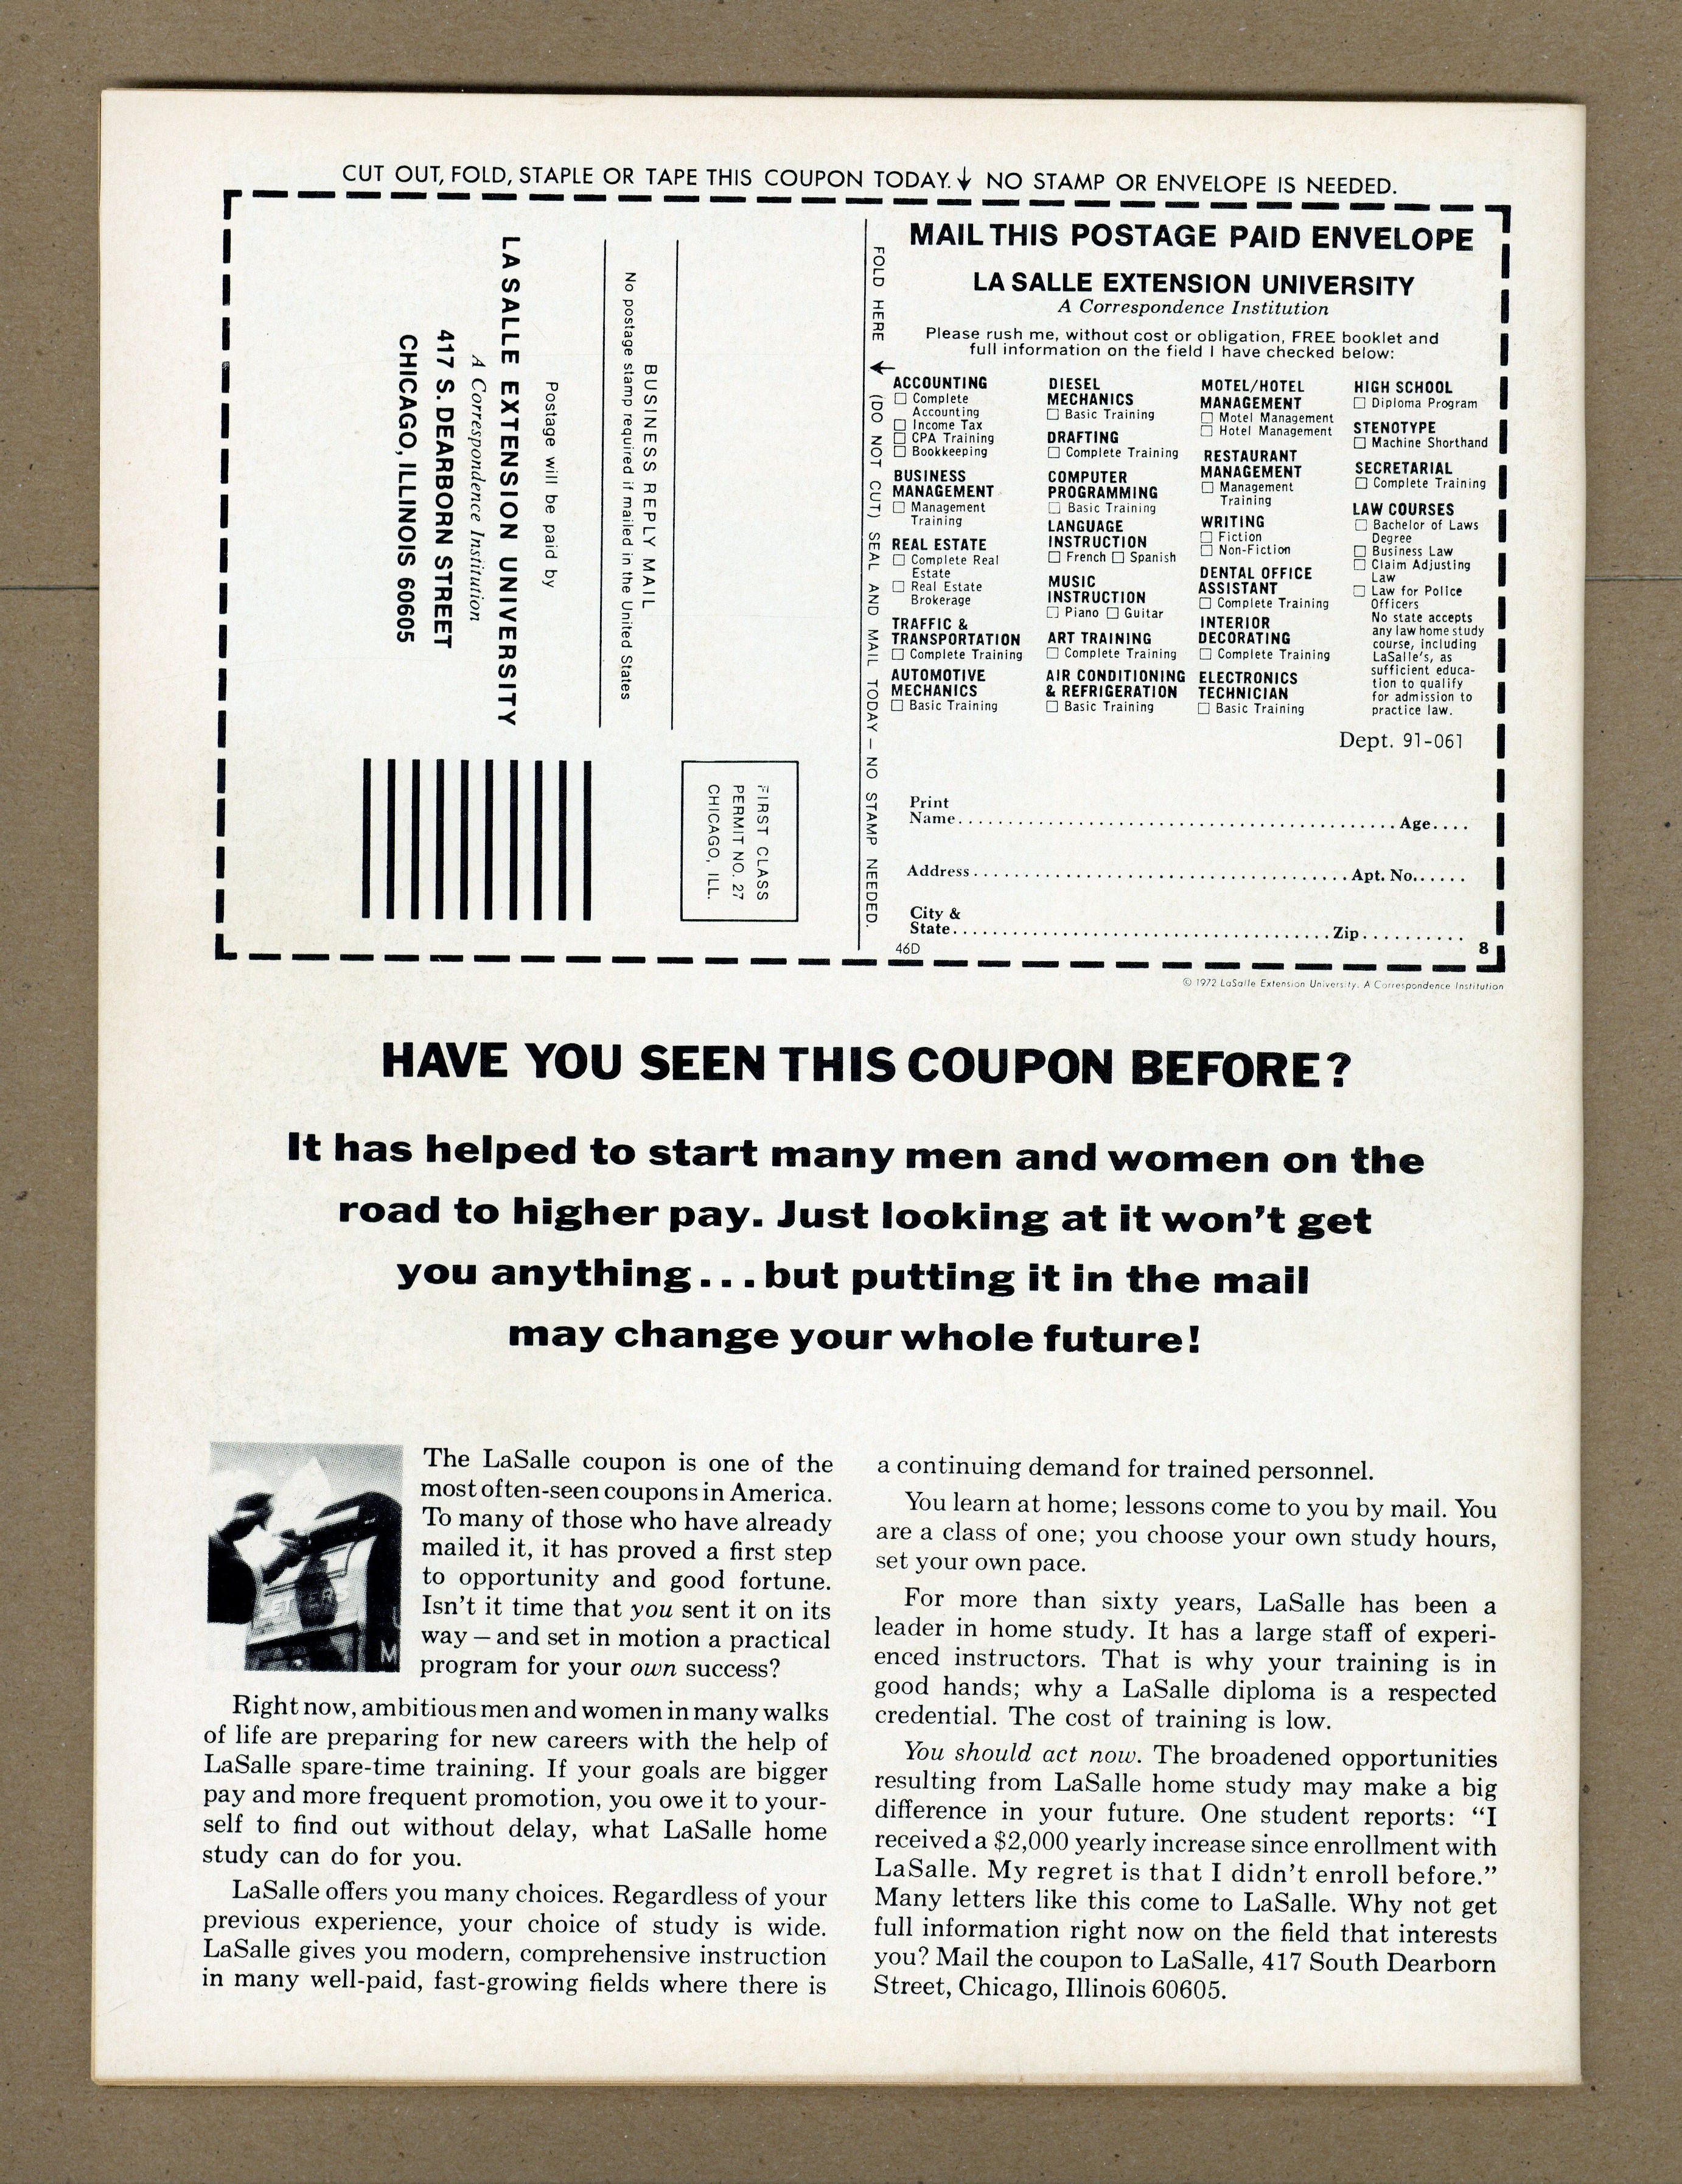 CUT OUT, FOLD, STAPLE OR TAPE THIS COUPON TODAY.↓ NO STAMP OR ENVELOPE IS NEEDED.
FIRST CLASS
PERMIT NO. 27
CHICAGO, ILL.
BUSINESS REPLY MAIL
No postage stamp required if mailed in the United States
Postage will be paid by
LA SALLE EXTENSION UNIVERSITY
A Correspondence Institution
417 S. DEARBORN STREET
CHICAGO, ILLINOIS 60605
FOLD HERE ↓ (DO NOT CUT) SEAL AND MAIL TODAY — NO STAMP NEEDED.
MAIL THIS POSTAGE PAID ENVELOPE
LA SALLE EXTENSION UNIVERSITY
A Correspondence Institution
Please rush me, without cost or obligation, FREE booklet and
full information on the field I have checked below:
ACCOUNTING
☐ Complete
Accounting
☐ Income Tax
☐ CPA Training
☐ Bookkeeping
BUSINESS
MANAGEMENT
☐ Management
Training
REAL ESTATE
☐ Complete Real
Estate
☐ Real Estate
Brokerage
TRAFFIC &
TRANSPORTATION
☐ Complete Training
AUTOMOTIVE
MECHANICS
☐ Basic Training
DIESEL
MECHANICS
☐ Basic Training
DRAFTING
☐ Complete Training
COMPUTER
PROGRAMMING
☐ Basic Training
LANGUAGE
INSTRUCTION
☐ French ☐ Spanish
MUSIC
INSTRUCTION
☐ Piano ☐ Guitar
ART TRAINING
☐ Complete Training
AIR CONDITIONING
& REFRIGERATION
☐ Basic Training
MOTEL/HOTEL
MANAGEMENT
☐ Motel Management
☐ Hotel Management
RESTAURANT
MANAGEMENT
☐ Management
Training
WRITING
☐ Fiction
☐ Non-Fiction
DENTAL OFFICE
ASSISTANT
☐ Complete Training
INTERIOR
DECORATING
☐ Complete Training
ELECTRONICS
TECHNICIAN
☐ Basic Training
HIGH SCHOOL
☐ Diploma Program
STENOTYPE
☐ Machine Shorthand
SECRETARIAL
☐ Complete Training
LAW COURSES
☐ Bachelor of Laws
Degree
☐ Business Law
☐ Claim Adjusting
Law
☐ Law for Police
Officers
No state accepts
any law home study
course, including
LaSalle's, as
sufficient educa-
tion to qualify
for admission to
practice law.
Dept. 91-061
Print
Name............................................Age....
Address......................................Apt. No......
City &
State......................................Zip..........
46D 8
© 1972 LaSalle Extension University. A Correspondence Institution
HAVE YOU SEEN THIS COUPON BEFORE?
It has helped to start many men and women on the
road to higher pay. Just looking at it won't get
you anything...but putting it in the mail
may change your whole future!
LETTERS
M
The LaSalle coupon is one of the
most often-seen coupons in America.
To many of those who have already
mailed it, it has proved a first step
to opportunity and good fortune.
Isn't it time that you sent it on its
way — and set in motion a practical
program for your own success?
Right now, ambitious men and women in many walks
of life are preparing for new careers with the help of
LaSalle spare-time training. If your goals are bigger
pay and more frequent promotion, you owe it to your-
self to find out without delay, what LaSalle home
study can do for you.
LaSalle offers you many choices. Regardless of your
previous experience, your choice of study is wide.
LaSalle gives you modern, comprehensive instruction
in many well-paid, fast-growing fields where there is
a continuing demand for trained personnel.
You learn at home; lessons come to you by mail. You
are a class of one; you choose your own study hours,
set your own pace.
For more than sixty years, LaSalle has been a
leader in home study. It has a large staff of experi-
enced instructors. That is why your training is in
good hands; why a LaSalle diploma is a respected
credential. The cost of training is low.
You should act now. The broadened opportunities
resulting from LaSalle home study may make a big
difference in your future. One student reports: “I
received a $2,000 yearly increase since enrollment with
LaSalle. My regret is that I didn't enroll before.”
Many letters like this come to LaSalle. Why not get
full information right now on the field that interests
you? Mail the coupon to LaSalle, 417 South Dearborn
Street, Chicago, Illinois 60605.